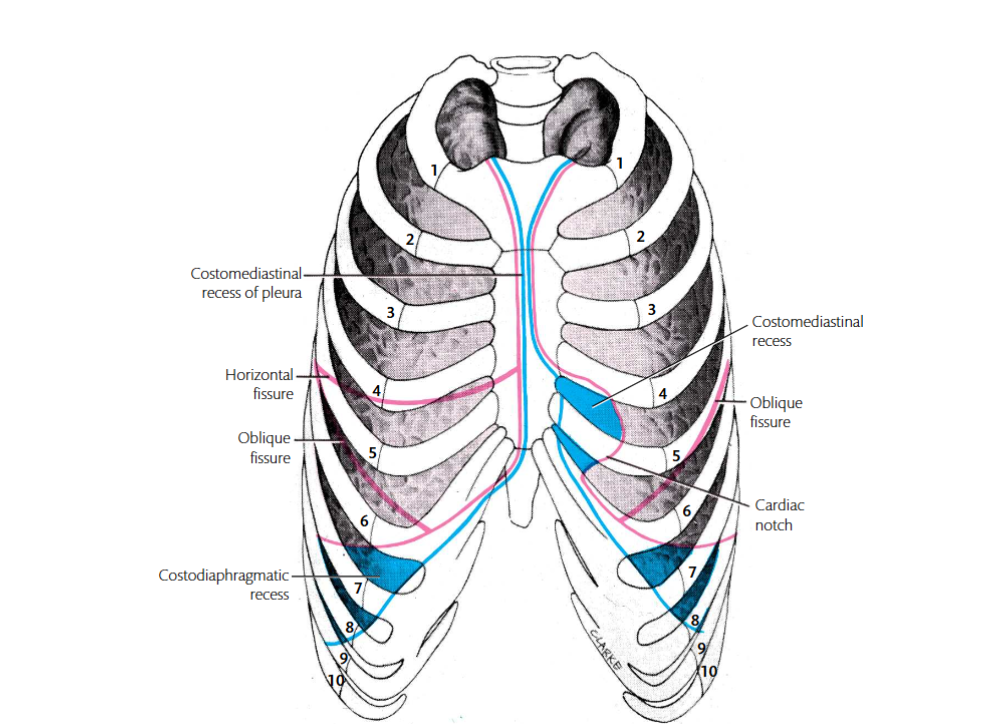 1
1
2
2
Costomediastinal
recess of pleura
3
3
Costomediastinal
recess
Horizontal
fissure
4
4
Oblique
fissure
Oblique
fissure
5
5
6
6
Cardiac
notch
Costodiaphragmatic
recess
7
7
8
8
9
9
10
10
CLARKE